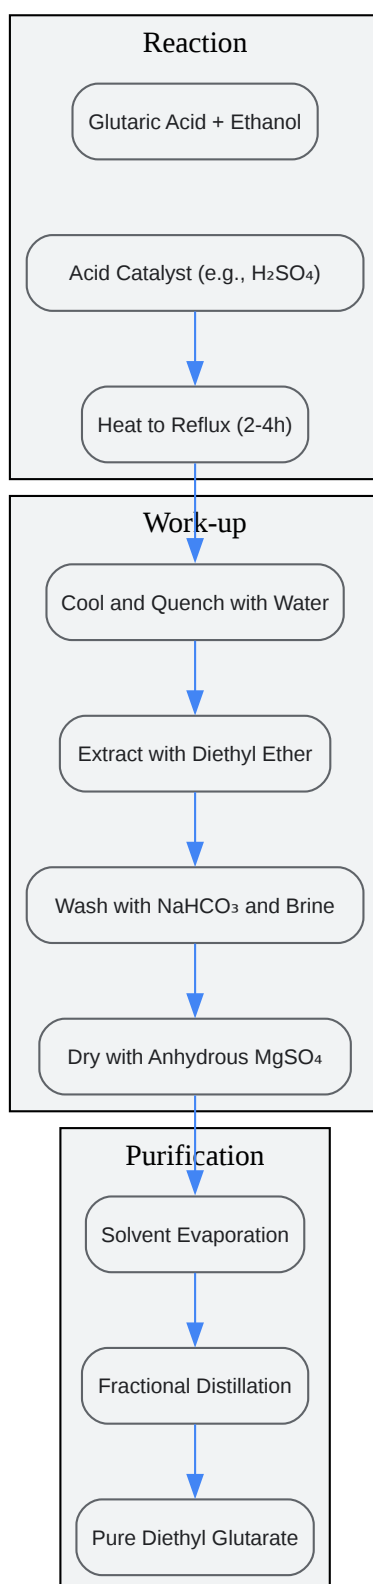 Reaction
Glutaric Acid + Ethanol
Acid Catalyst (e.g., H₂SO₄)
Heat to Reflux (2-4h)
Work-up
Cool and Quench with Water
Extract with Diethyl Ether
Wash with NaHCO₃ and Brine
Dry with Anhydrous MgSO₄
Purification
Solvent Evaporation
Fractional Distillation
Pure Diethyl Glutarate